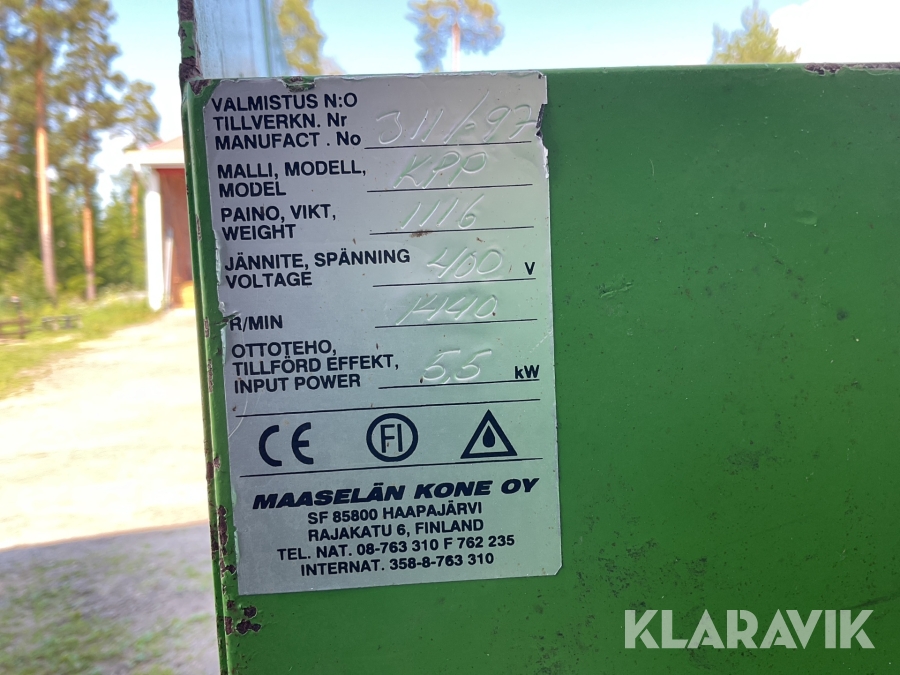 VALMISTUS N:O
TILLVERKN. Nr
MANUFACT . No 311/-97
MALLI, MODELL,
MODEL KPP
PAINO, VIKT,
WEIGHT 1116
JÄNNITE, SPÄNNING
VOLTAGE 400 V
R/MIN 1440
OTTOTEHO,
TILLFÖRD EFFEKT,
INPUT POWER 5,5 kW
CE FI
MAASELÄN KONE OY
SF 85800 HAAPAJÄRVI
RAJAKATU 6, FINLAND
TEL. NAT. 08-763 310 F 762 235
INTERNAT. 358-8-763 310
KLARAVIK